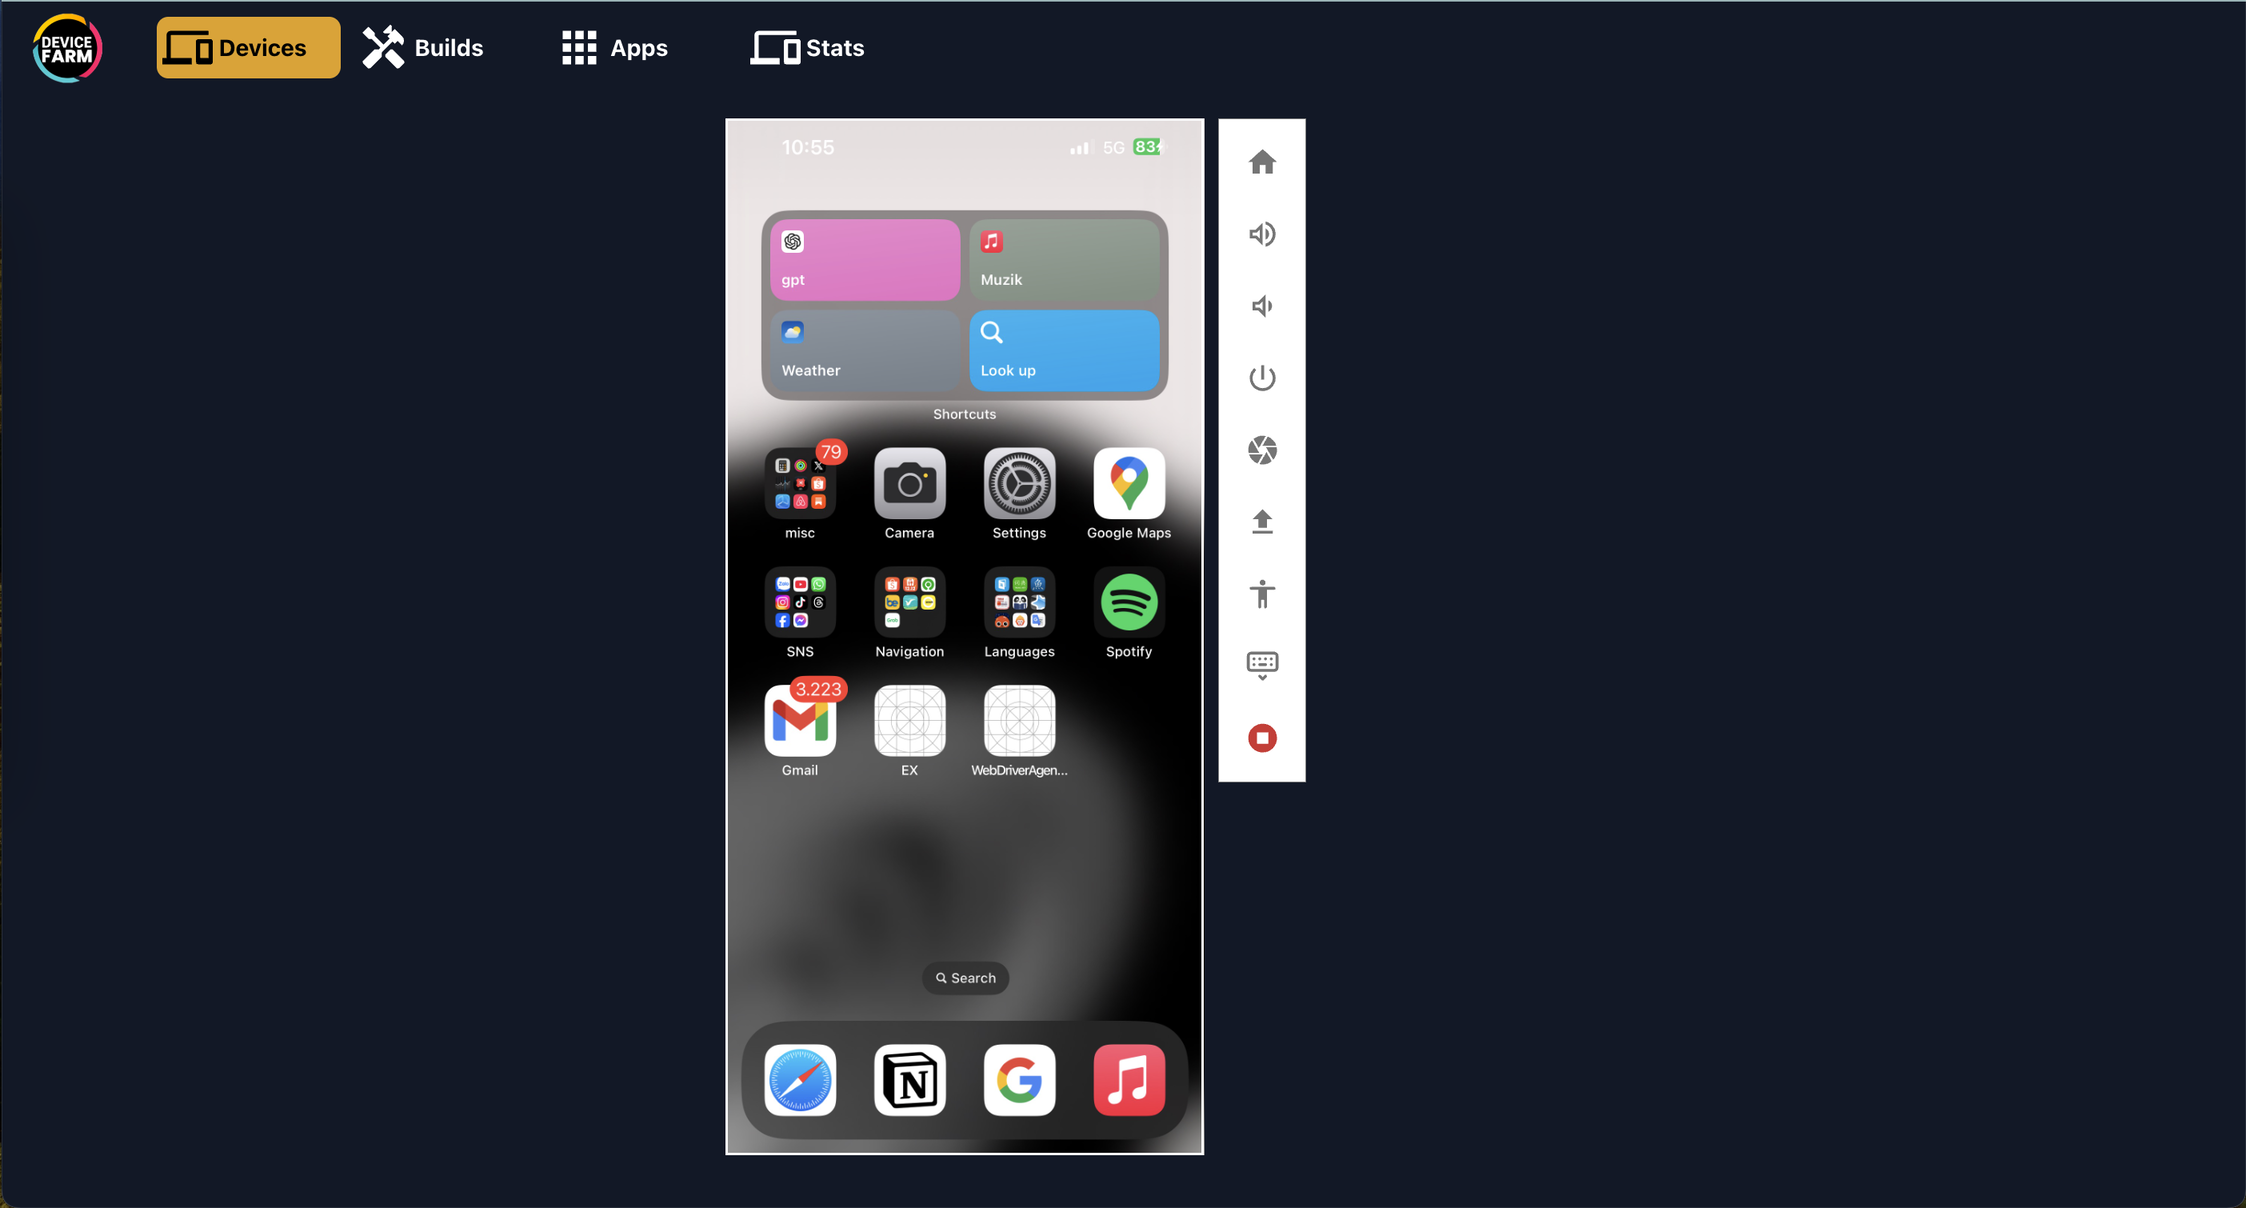 DEVICE
FARM
Devices
Builds
Apps
Stats
10:55
5G
83
gpt
Muzik
Weather
Look up
Shortcuts
79
misc
Camera
Settings
Google Maps
SNS
Navigation
Languages
Spotify
3.223
Gmail
EX
WebDriverAgen...
Search
N
G